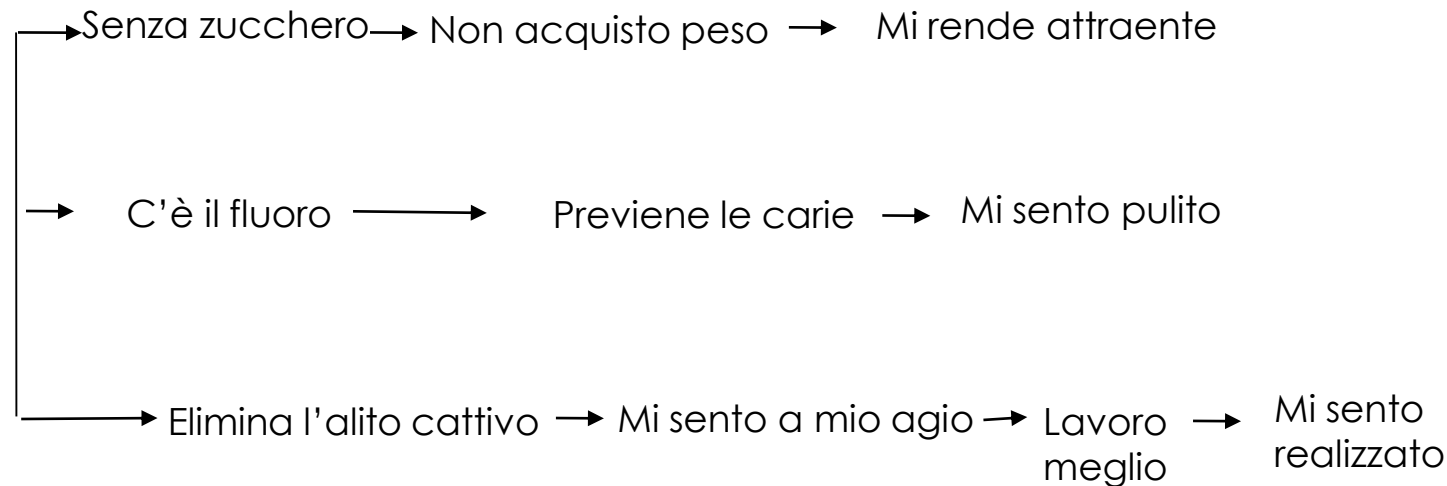 Senza zucchero Non acquisto peso Mi rende attraente
C'è il fluoro Previene le carie Mi sento pulito
Elimina l'alito cattivo Mi sento a mio agio Lavoro meglio Mi sento realizzato